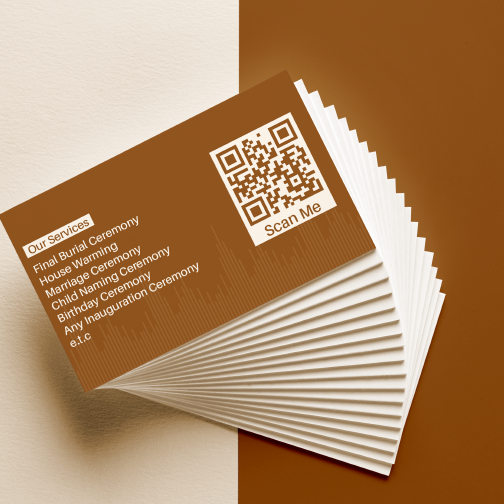 Our Services
Final Burial Ceremony
House Warming
Marriage Ceremony
Child Naming Ceremony
Birthday Ceremony
Any Inauguration Ceremony
e.t.c
Scan Me